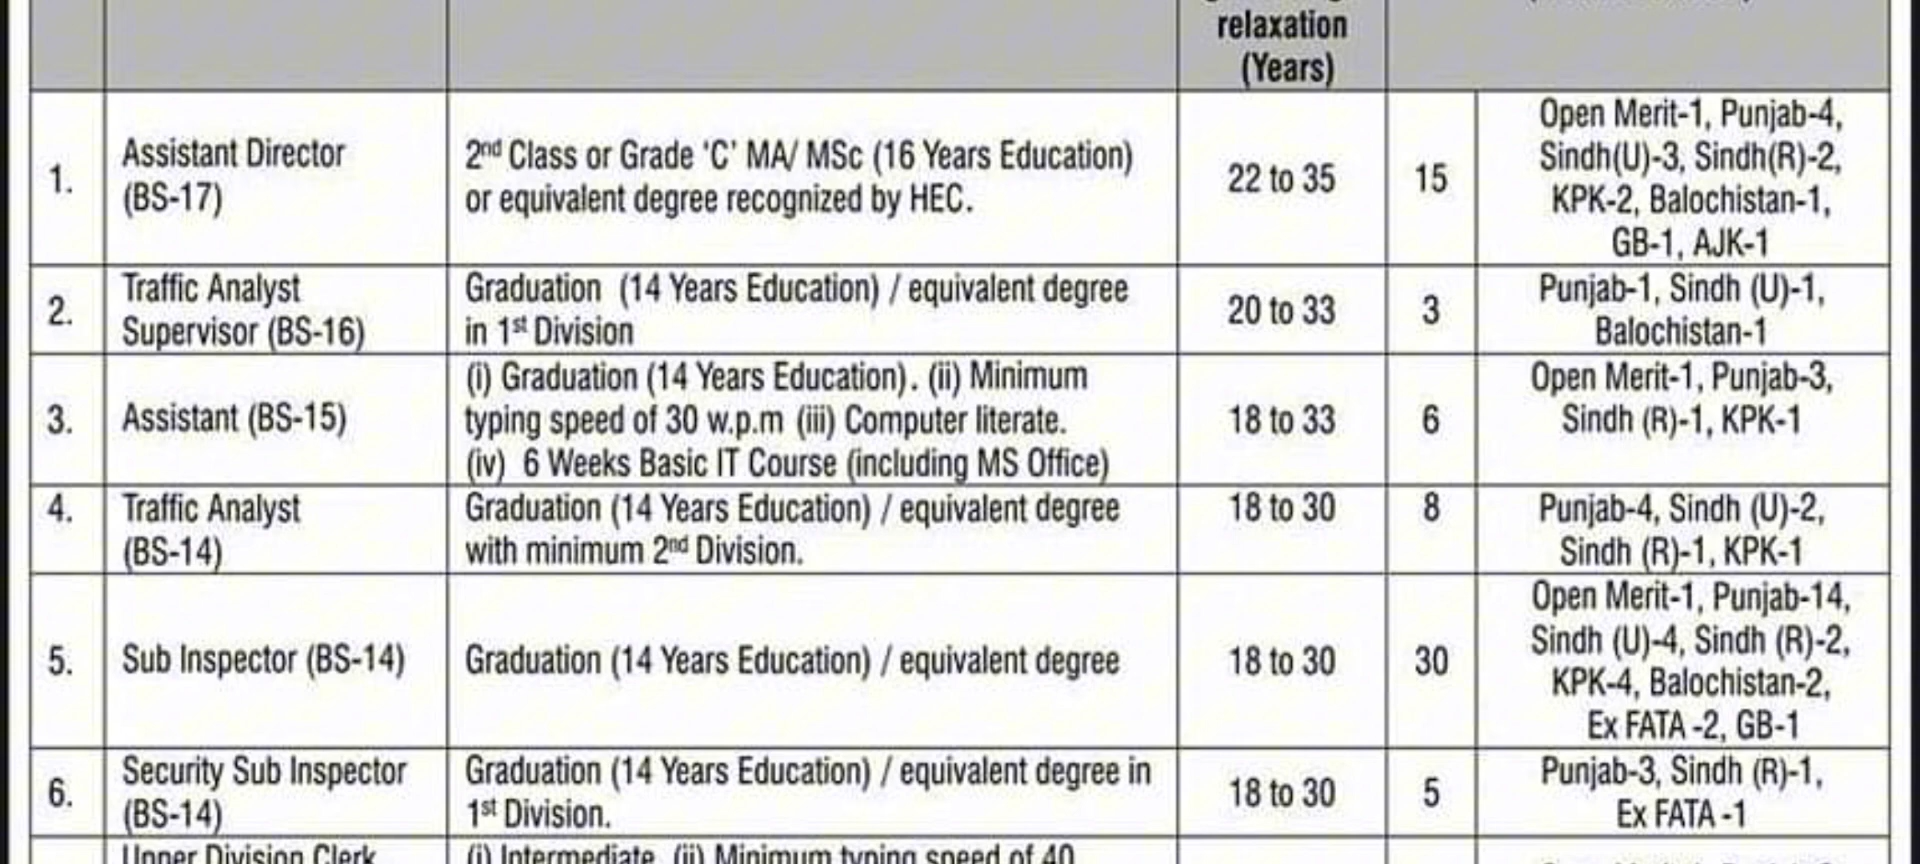 relaxation
(Years)
1.
Assistant Director
(BS-17)
2nd Class or Grade ‘C’ MA/ MSc (16 Years Education)
or equivalent degree recognized by HEC.
22 to 35
15
Open Merit-1, Punjab-4,
Sindh(U)-3, Sindh(R)-2,
KPK-2, Balochistan-1,
GB-1, AJK-1
2.
Traffic Analyst
Supervisor (BS-16)
Graduation (14 Years Education) / equivalent degree
in 1st Division
20 to 33
3
Punjab-1, Sindh (U)-1,
Balochistan-1
3.
Assistant (BS-15)
(i) Graduation (14 Years Education). (ii) Minimum
typing speed of 30 w.p.m (iii) Computer literate.
(iv) 6 Weeks Basic IT Course (including MS Office)
18 to 33
6
Open Merit-1, Punjab-3,
Sindh (R)-1, KPK-1
4.
Traffic Analyst
(BS-14)
Graduation (14 Years Education) / equivalent degree
with minimum 2nd Division.
18 to 30
8
Punjab-4, Sindh (U)-2,
Sindh (R)-1, KPK-1
5.
Sub Inspector (BS-14)
Graduation (14 Years Education) / equivalent degree
18 to 30
30
Open Merit-1, Punjab-14,
Sindh (U)-4, Sindh (R)-2,
KPK-4, Balochistan-2,
Ex FATA -2, GB-1
6.
Security Sub Inspector
(BS-14)
Graduation (14 Years Education) / equivalent degree in
1st Division.
18 to 30
5
Punjab-3, Sindh (R)-1,
Ex FATA -1
Upper Division Clerk
(i) Intermediate (ii) Minimum typing speed of 40